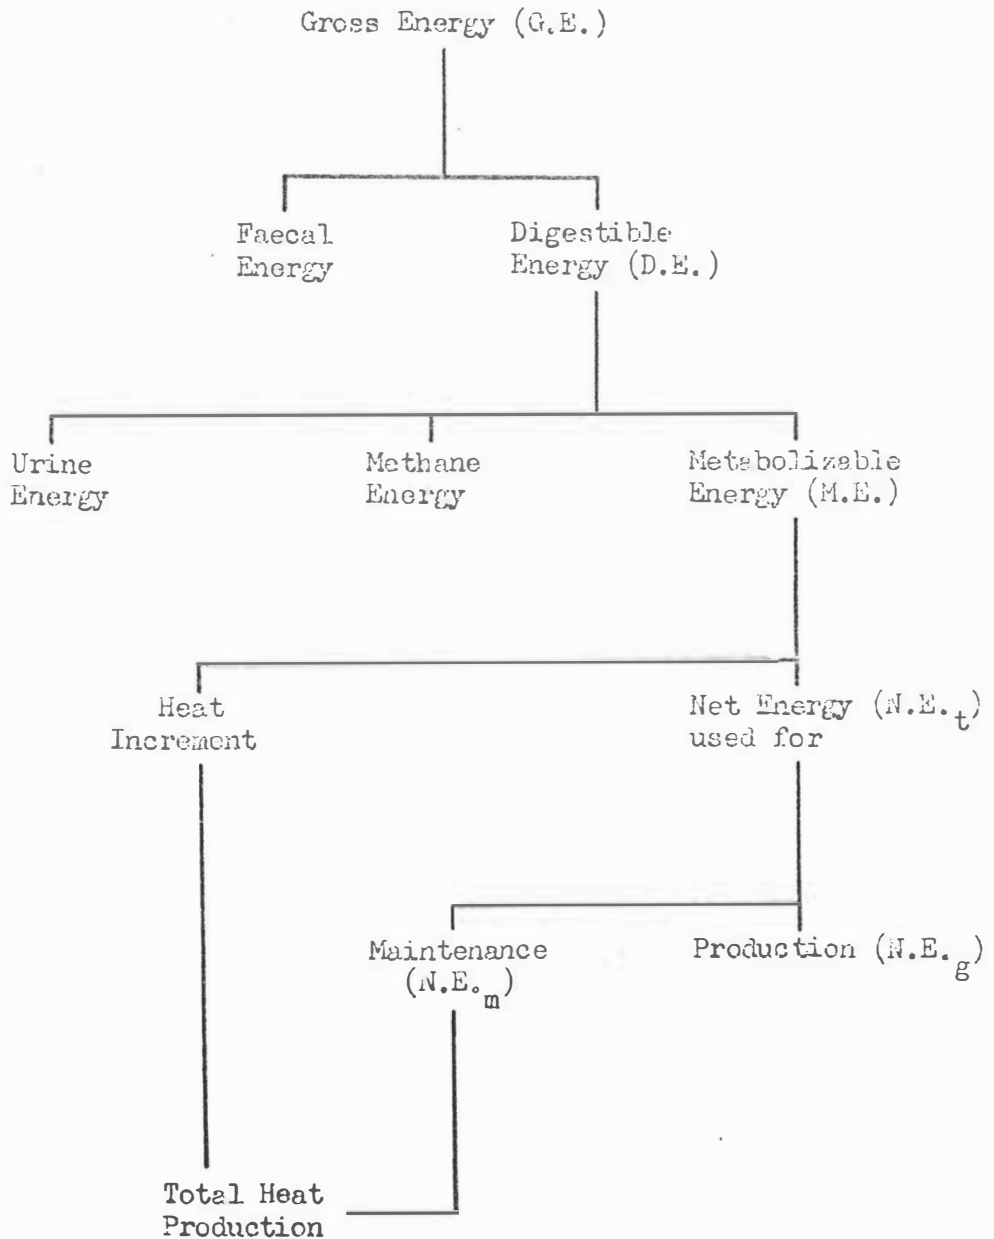 Gross Energy (G.E.)
Faecal
Energy
Digestible
Energy (D.E.)
Urine
Energy
Methane
Energy
Metabolizable
Energy (M.E.)
Heat
Increment
Net Energy (N.E.t)
used for
Maintenance
(N.E.m)
Production (N.E.g)
Total Heat
Production